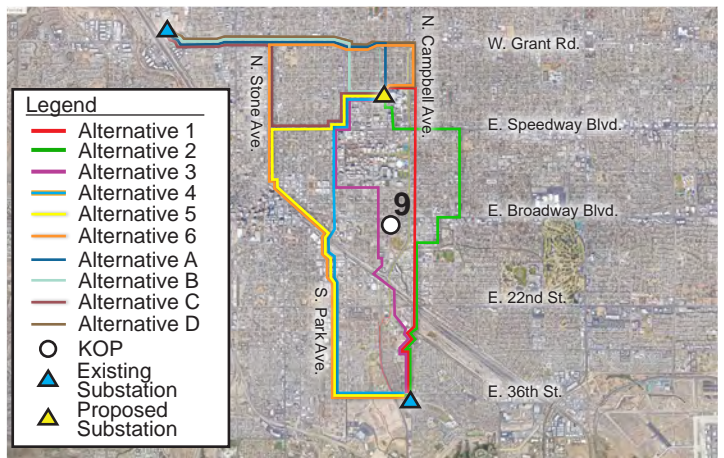 W. Grant Rd.
N. Campbell Ave.
N. Stone Ave.
Legend
Alternative 1
Alternative 2
Alternative 3
Alternative 4
Alternative 5
Alternative 6
Alternative A
Alternative B
Alternative C
Alternative D
KOP
Existing
Substation
Proposed
Substation
E. Speedway Blvd.
9
E. Broadway Blvd.
E. 22nd St.
S. Park Ave.
E. 36th St.